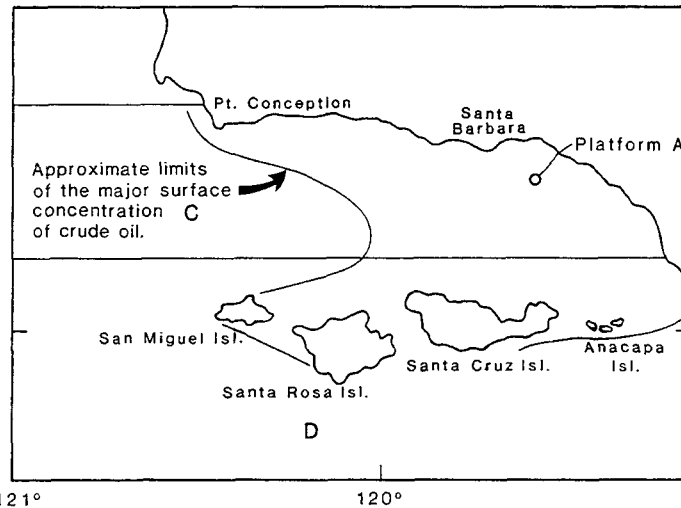 Pt. Conception
Santa
Barbara
Platform A
Approximate limits
of the major surface
concentration C
of crude oil.
San Miguel Isl.
Santa Rosa Isl.
Santa Cruz Isl.
Anacapa
Isl.
D
121°
120°